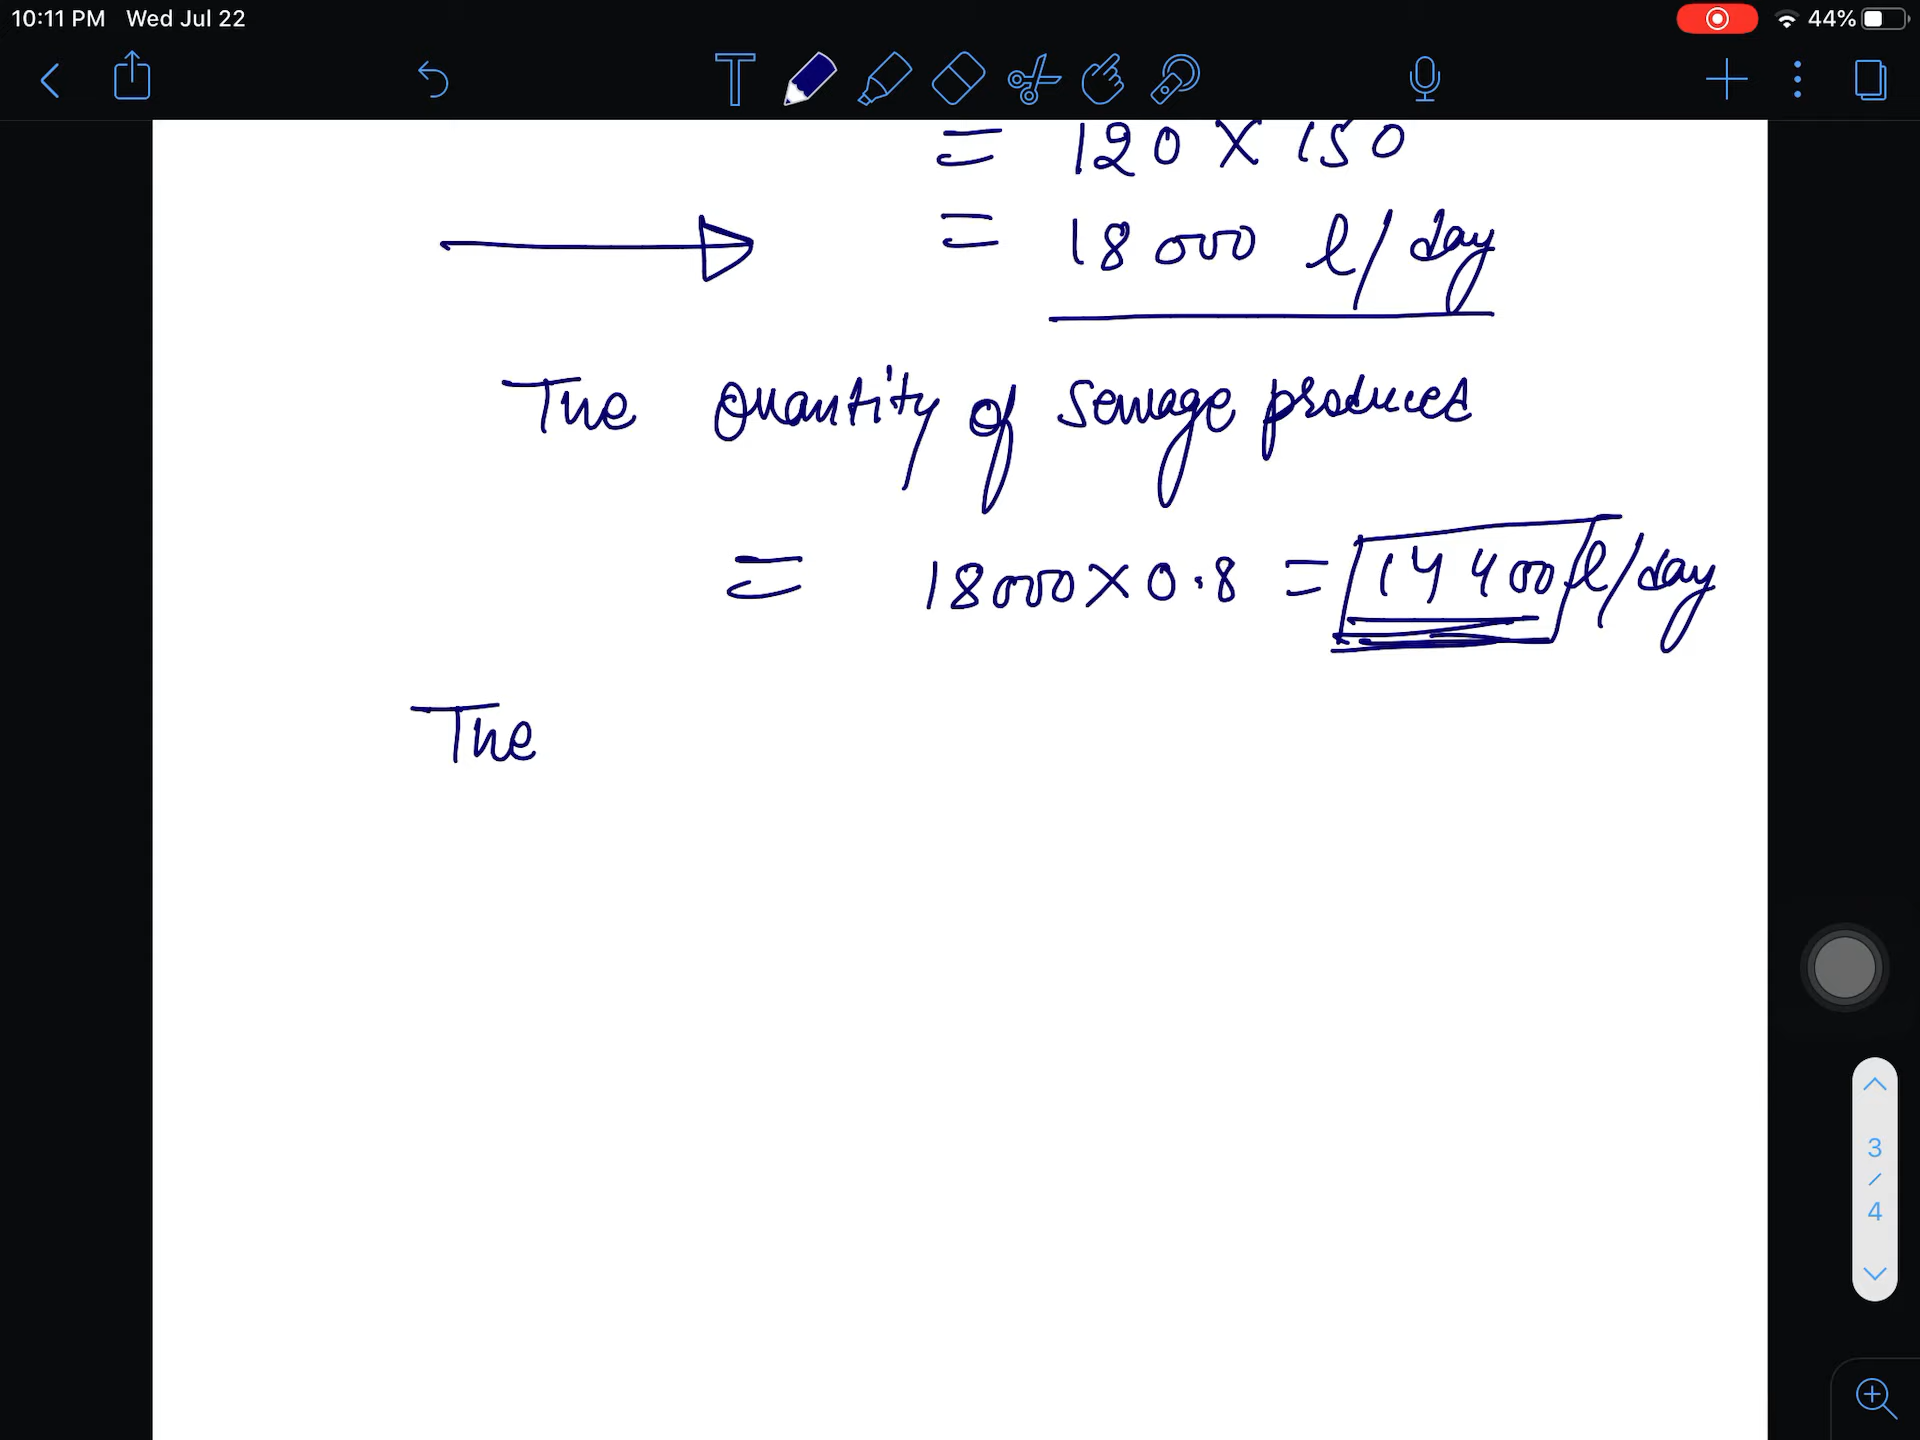 10:11 PM Wed Jul 22
44%
= 120 X 150
= 18000 l/day
The Quantity of Sewage produced
= 18000 X 0.8 = 14400 l/day
The
3
/
4